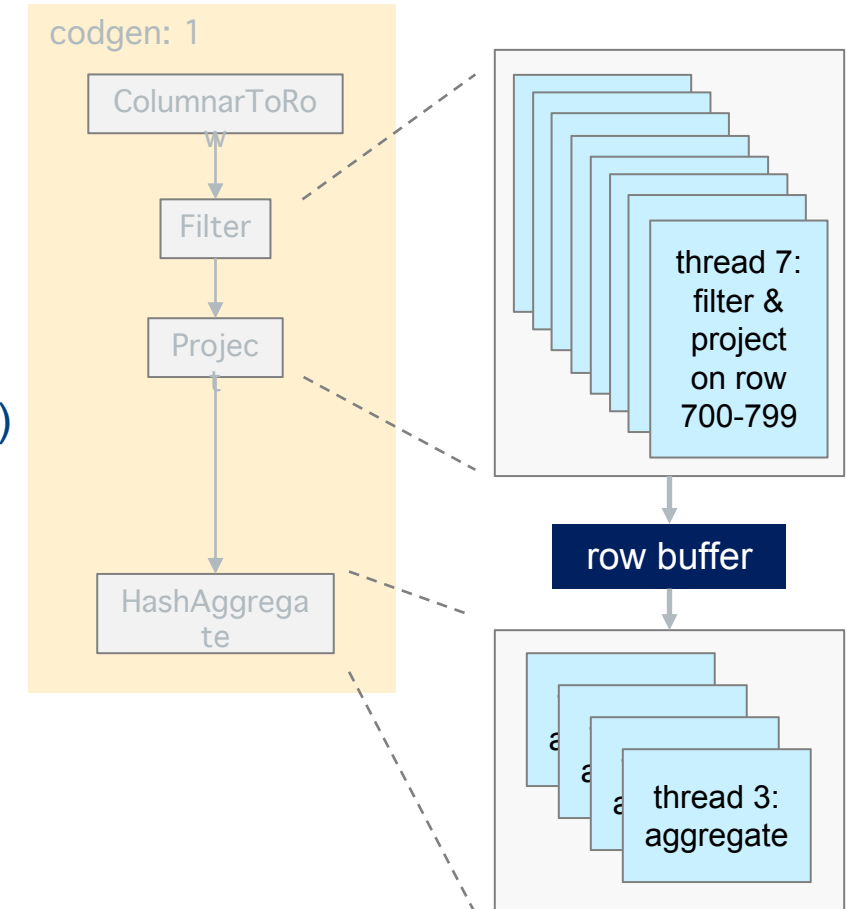 codgen: 1
ColumnarToRo
w
Filter
Projec
t
)
HashAggrega
te
thread 7:
filter &
project
on row
700-799
row buffer
a
a
a
thread 3:
aggregate